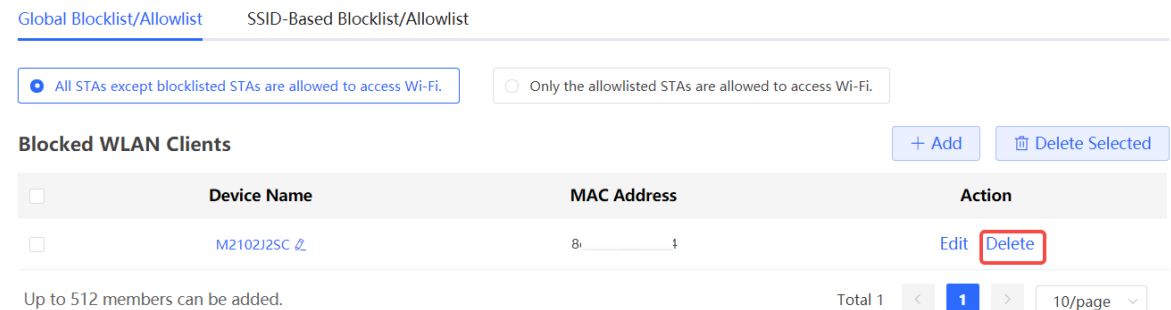 Global Blocklist/Allowlist SSID-Based Blocklist/Allowlist
All STAs except blocklisted STAs are allowed to access Wi-Fi. Only the allowlisted STAs are allowed to access Wi-Fi.
Blocked WLAN Clients + Add Delete Selected
Device Name MAC Address Action
M2102J2SC Edit Delete
Up to 512 members can be added. Total 1 < 1 > 10/page